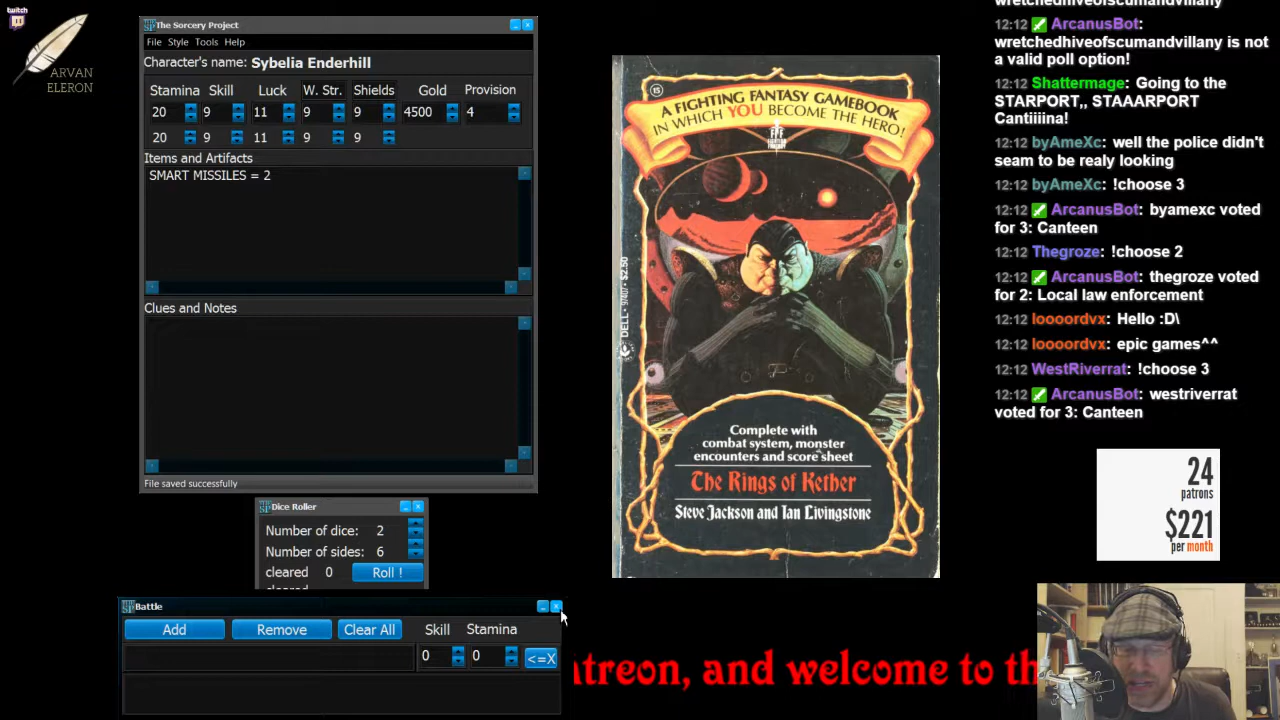 twitch
ARVAN
ELERON
The Sorcery Project
File Style Tools Help
Character's name: Sybelia Enderhill
Stamina Skill Luck W. Str. Shields Gold Provision
20 9 11 9 9 4500 4
20 9 11 9 9
Items and Artifacts
SMART MISSILES = 2
Clues and Notes
File saved successfully
Dice Roller
Number of dice: 2
Number of sides: 6
cleared 0 Roll !
Battle
Add Remove Clear All Skill Stamina
0 0 <=X
15
A FIGHTING FANTASY GAMEBOOK
IN WHICH YOU BECOME THE HERO!
DELL • 97407 • $2.50
Complete with
combat system, monster
encounters and score sheet
The Rings of Kether
Steve Jackson and Ian Livingstone
atreon, and welcome to th
wretchedhiveofscumandvillany
12:12 ArcanusBot:
wretchedhiveofscumandvillany is not
a valid poll option!
12:12 Shattermage: Going to the
STARPORT,, STAAARPORT
Cantiiiina!
12:12 byAmeXc: well the police didn't
seam to be realy looking
12:12 byAmeXc: !choose 3
12:12 ArcanusBot: byamexc voted
for 3: Canteen
12:12 Thegroze: !choose 2
12:12 ArcanusBot: thegroze voted
for 2: Local law enforcement
12:12 loooordvx: Hello :D\
12:12 loooordvx: epic games^^
12:12 WestRiverrat: !choose 3
12:12 ArcanusBot: westriverrat
voted for 3: Canteen
24
patrons
$221
per month